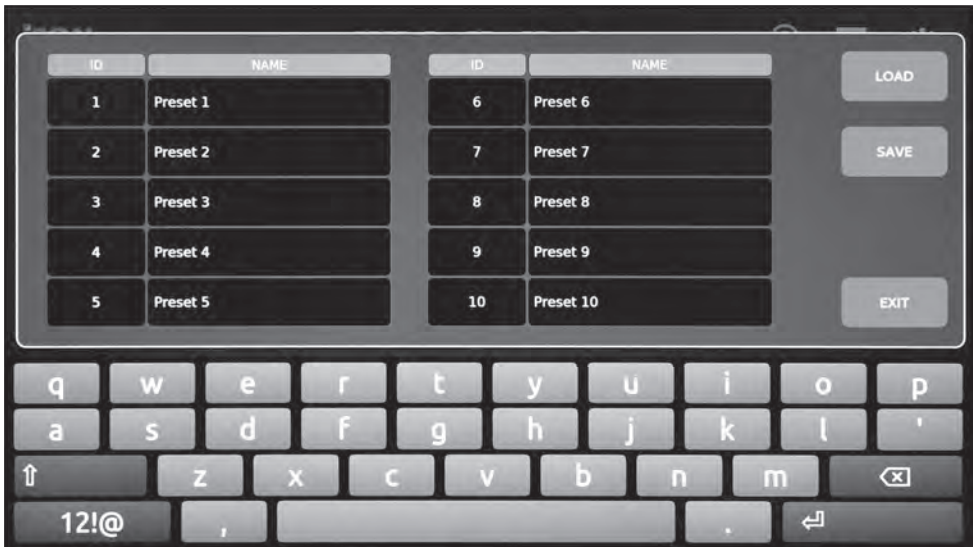 ID NAME ID NAME LOAD
1 Preset 1 6 Preset 6
2 Preset 2 7 Preset 7 SAVE
3 Preset 3 8 Preset 8
4 Preset 4 9 Preset 9
5 Preset 5 10 Preset 10 EXIT
q w e r t y u i o p
a s d f g h j k l '
⇧ z x c v b n m ⌫
12!@ , . ⏎